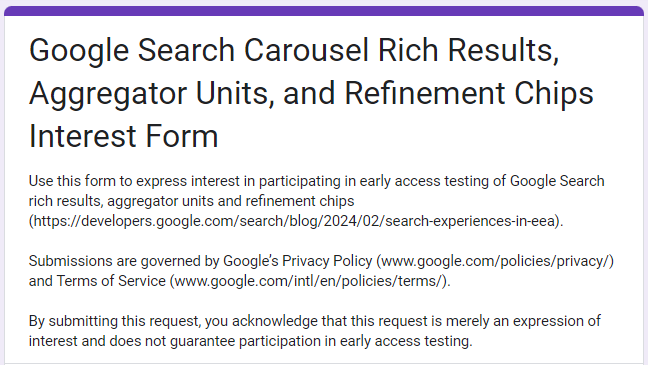 Google Search Carousel Rich Results,
Aggregator Units, and Refinement Chips
Interest Form
Use this form to express interest in participating in early access testing of Google Search
rich results, aggregator units and refinement chips
(https://developers.google.com/search/blog/2024/02/search-experiences-in-eea).
Submissions are governed by Google’s Privacy Policy (www.google.com/policies/privacy/)
and Terms of Service (www.google.com/intl/en/policies/terms/).
By submitting this request, you acknowledge that this request is merely an expression of
interest and does not guarantee participation in early access testing.